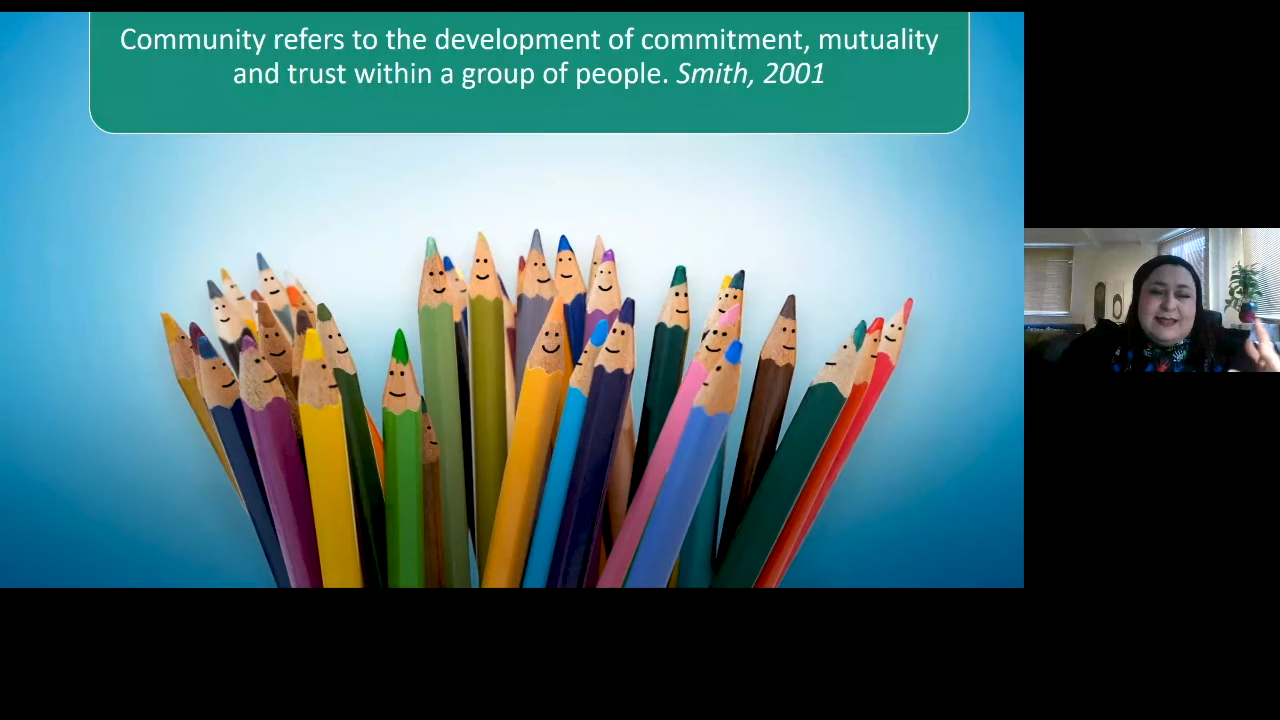 Community refers to the development of commitment, mutuality
and trust within a group of people. Smith, 2001